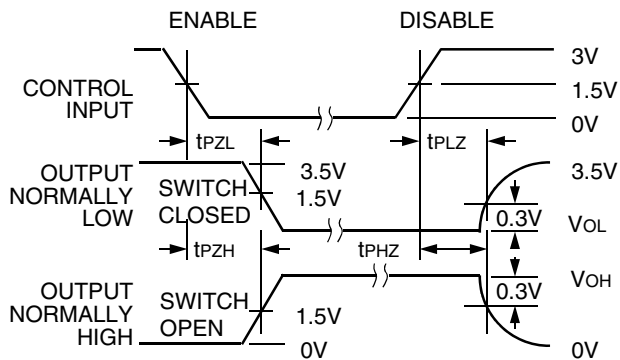 ENABLE DISABLE
3V
CONTROL INPUT
1.5V
0V
tPZL
tPLZ
OUTPUT NORMALLY LOW
SWITCH CLOSED
3.5V
1.5V
3.5V
0.3V
VOL
tPZH
tPHZ
OUTPUT NORMALLY HIGH
SWITCH OPEN
1.5V
0V
0.3V
VOH
0V